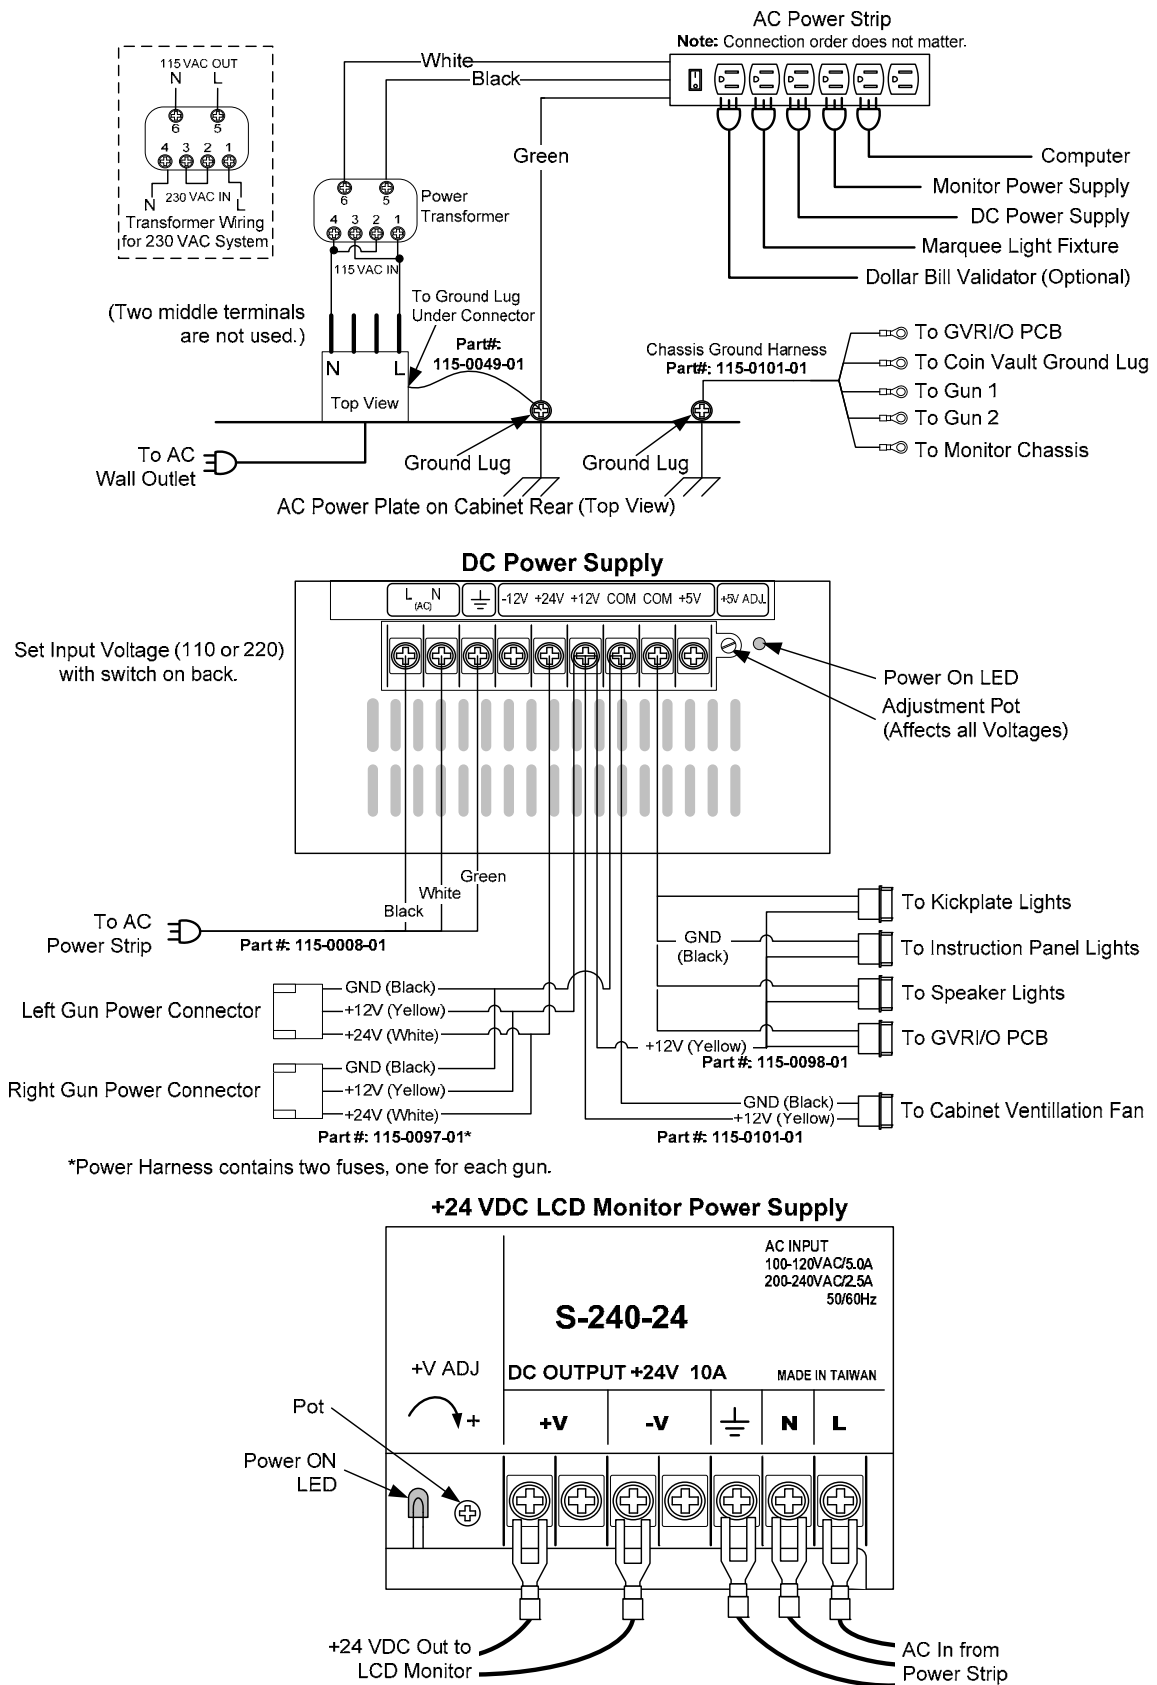 AC Power Strip
Note: Connection order does not matter.
115 VAC OUT
N L
6 5
4 3 2 1
230 VAC IN
N L
Transformer Wiring
for 230 VAC System
White
Black
Green
6 5
4 3 2 1
115 VAC IN
Power
Transformer
Computer
Monitor Power Supply
DC Power Supply
Marquee Light Fixture
Dollar Bill Validator (Optional)
(Two middle terminals
are not used.)
To Ground Lug
Under Connector
Part#:
115-0049-01
N L
Top View
Chassis Ground Harness
Part#: 115-0101-01
To GVRI/O PCB
To Coin Vault Ground Lug
To Gun 1
To Gun 2
To Monitor Chassis
To AC
Wall Outlet
Ground Lug
Ground Lug
AC Power Plate on Cabinet Rear (Top View)
DC Power Supply
L N
(AC)
-12V +24V +12V COM COM +5V
+5V ADJ.
Set Input Voltage (110 or 220)
with switch on back.
Power On LED
Adjustment Pot
(Affects all Voltages)
Green
White
Black
To AC
Power Strip
Part #: 115-0008-01
GND (Black)
+12V (Yellow)
+24V (White)
Left Gun Power Connector
GND (Black)
+12V (Yellow)
+24V (White)
Right Gun Power Connector
Part #: 115-0097-01*
*Power Harness contains two fuses, one for each gun.
To Kickplate Lights
GND
(Black)
To Instruction Panel Lights
To Speaker Lights
To GVRI/O PCB
+12V (Yellow)
Part #: 115-0098-01
GND (Black)
+12V (Yellow)
To Cabinet Ventillation Fan
Part #: 115-0101-01
+24 VDC LCD Monitor Power Supply
AC INPUT
100-120VAC/5.0A
200-240VAC/2.5A
50/60Hz
S-240-24
+V ADJ
DC OUTPUT +24V 10A
MADE IN TAIWAN
+
+V -V N L
Pot
Power ON
LED
+24 VDC Out to
LCD Monitor
AC In from
Power Strip